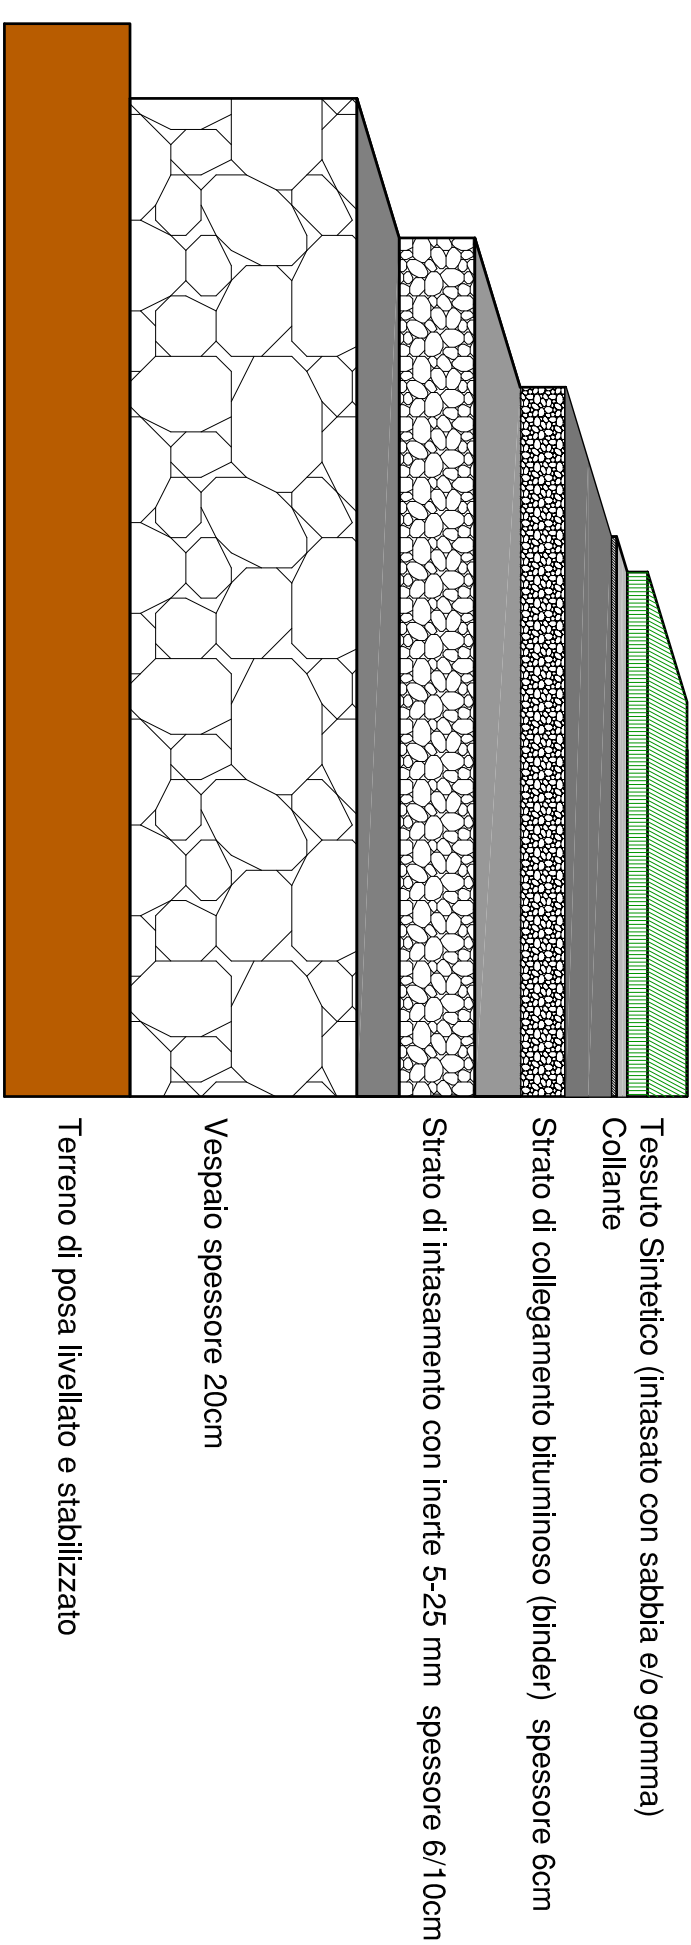 Tessuto Sintetico (intasato con sabbia e/o gomma)
Collante
Strato di collegamento bituminoso (binder)  spessore 6cm
Strato di intasamento con inerte 5-25 mm  spessore 6/10cm
Vespaio spessore 20cm
Terreno di posa livellato e stabilizzato